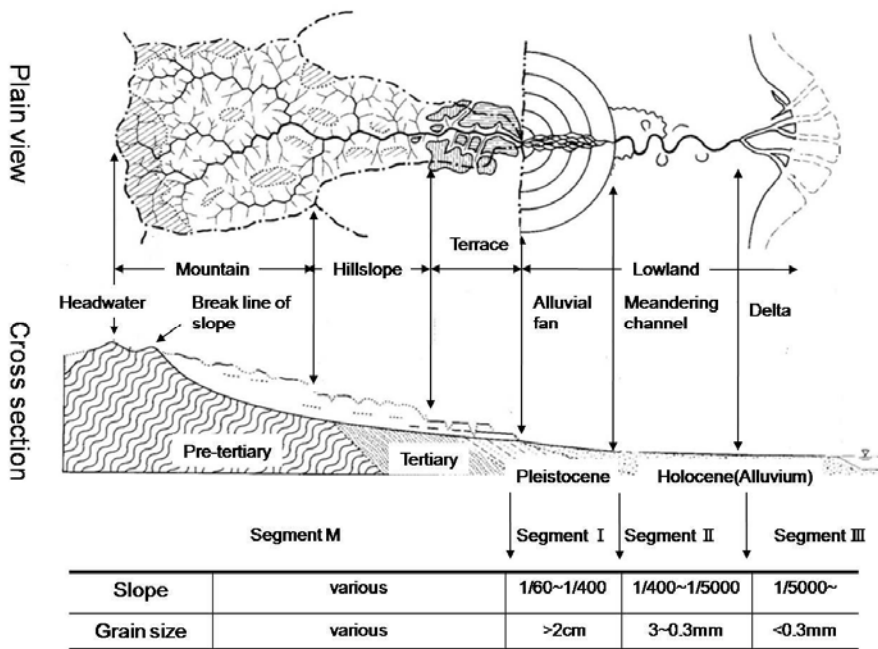 Plain view
Terrace
Mountain
Hillslope
Lowland
Headwater
Break line of
slope
Alluvial
fan
Meandering
channel
Delta
Cross section
Pre-tertiary
Tertiary
Pleistocene
Holocene(Alluvium)
Segment M
Segment Ⅰ
Segment Ⅱ
Segment Ⅲ
Slope
various
1/60~1/400
1/400~1/5000
1/5000~
Grain size
various
>2cm
3~0.3mm
<0.3mm